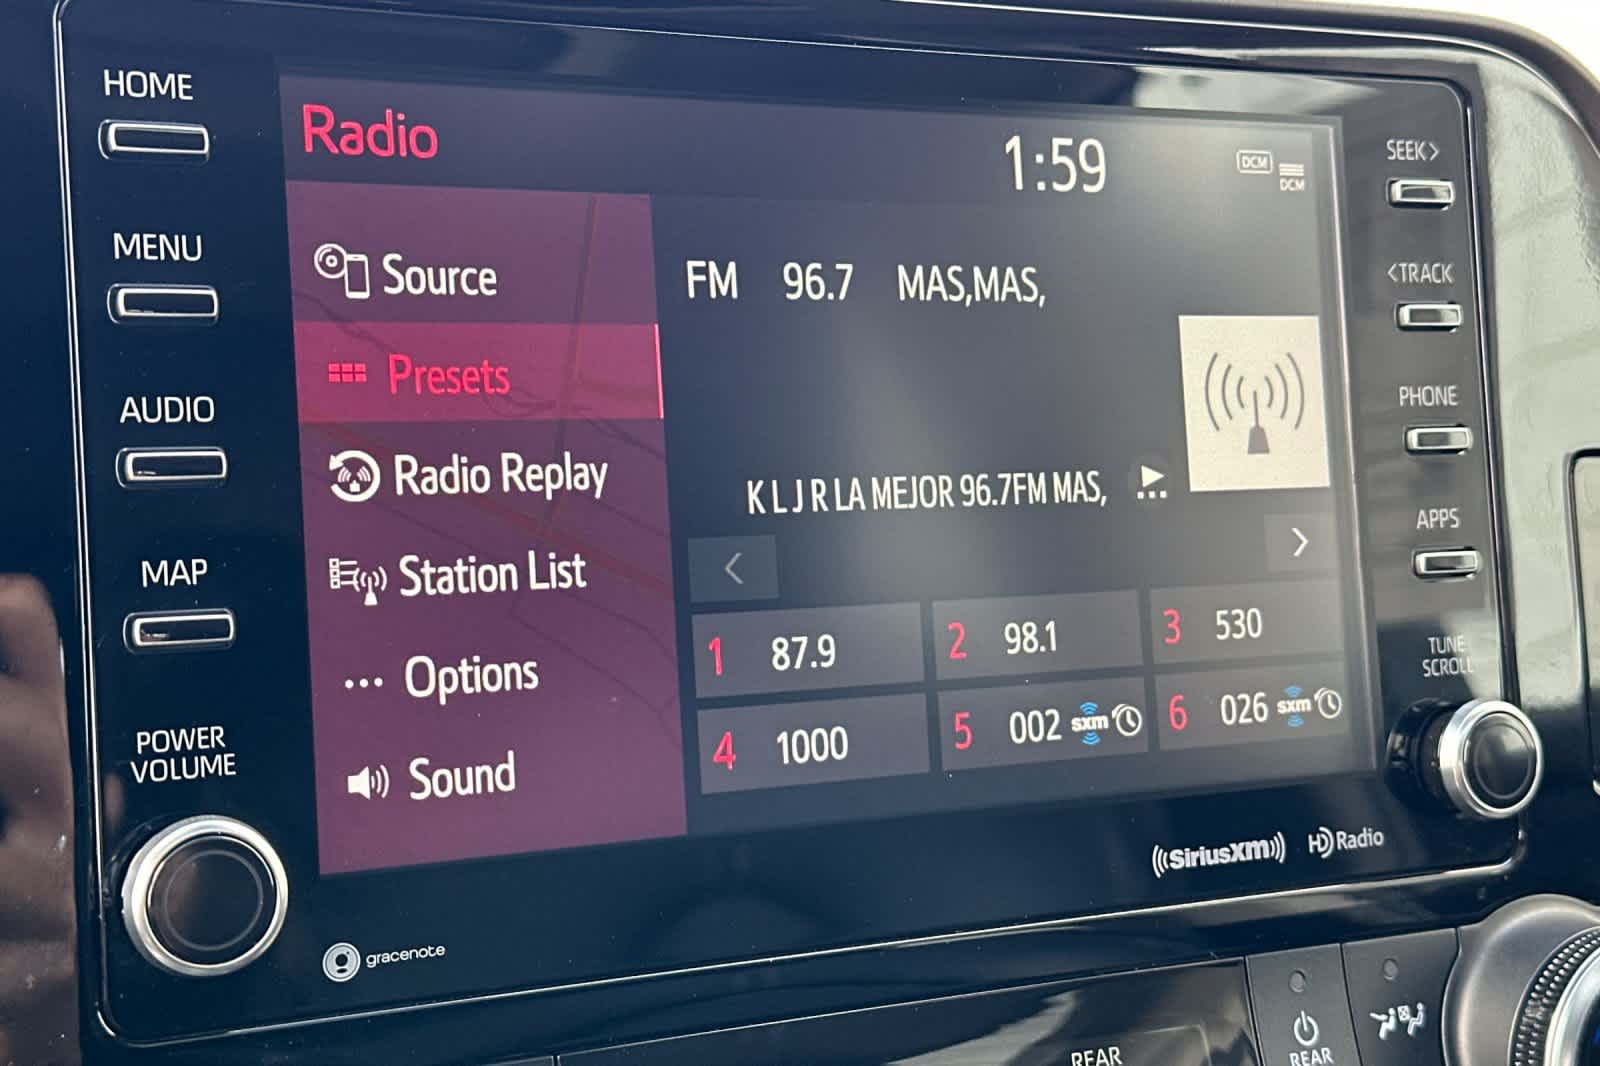 HOME
MENU
AUDIO
MAP
POWER
VOLUME
Radio
1:59
DCM
DCM
Source
Presets
Radio Replay
Station List
Options
Sound
FM 96.7 MAS,MAS,
K L J R LA MEJOR 96.7FM MAS,
1 87.9
2 98.1
3 530
4 1000
5 002 sxm
6 026 sxm
SEEK>
<TRACK
PHONE
APPS
TUNE
SCROLL
gracenote
SiriusXM
HD Radio
REAR
REAR